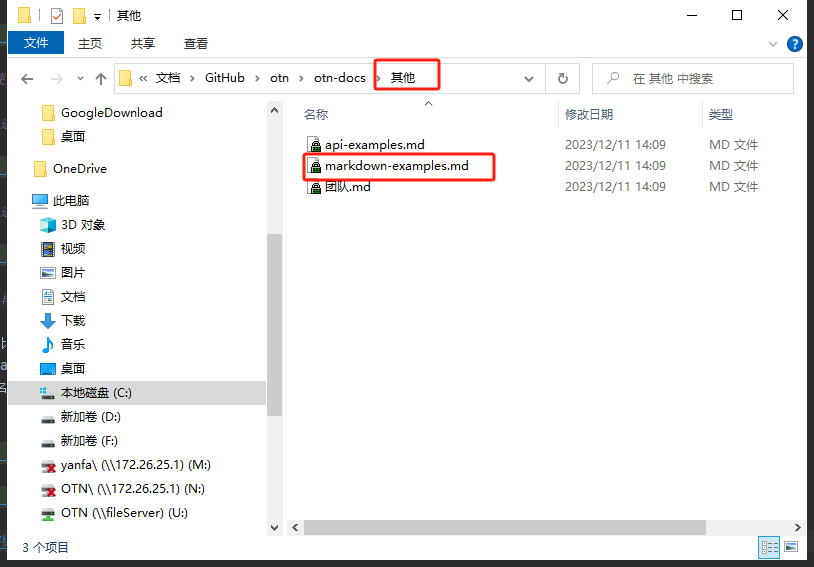 其他
文件 主页 共享 查看
« 文档 › GitHub › otn › otn-docs › 其他
在 其他 中搜索
GoogleDownload
桌面
OneDrive
此电脑
3D 对象
视频
图片
文档
下载
音乐
桌面
本地磁盘 (C:)
新加卷 (D:)
新加卷 (F:)
yanfa\ (\\172.26.25.1) (M:)
OTN\ (\\172.26.25.1) (N:)
OTN (\\fileServer) (U:)
名称 修改日期 类型
api-examples.md 2023/12/11 14:09 MD 文件
markdown-examples.md 2023/12/11 14:09 MD 文件
团队.md 2023/12/11 14:09 MD 文件
3 个项目